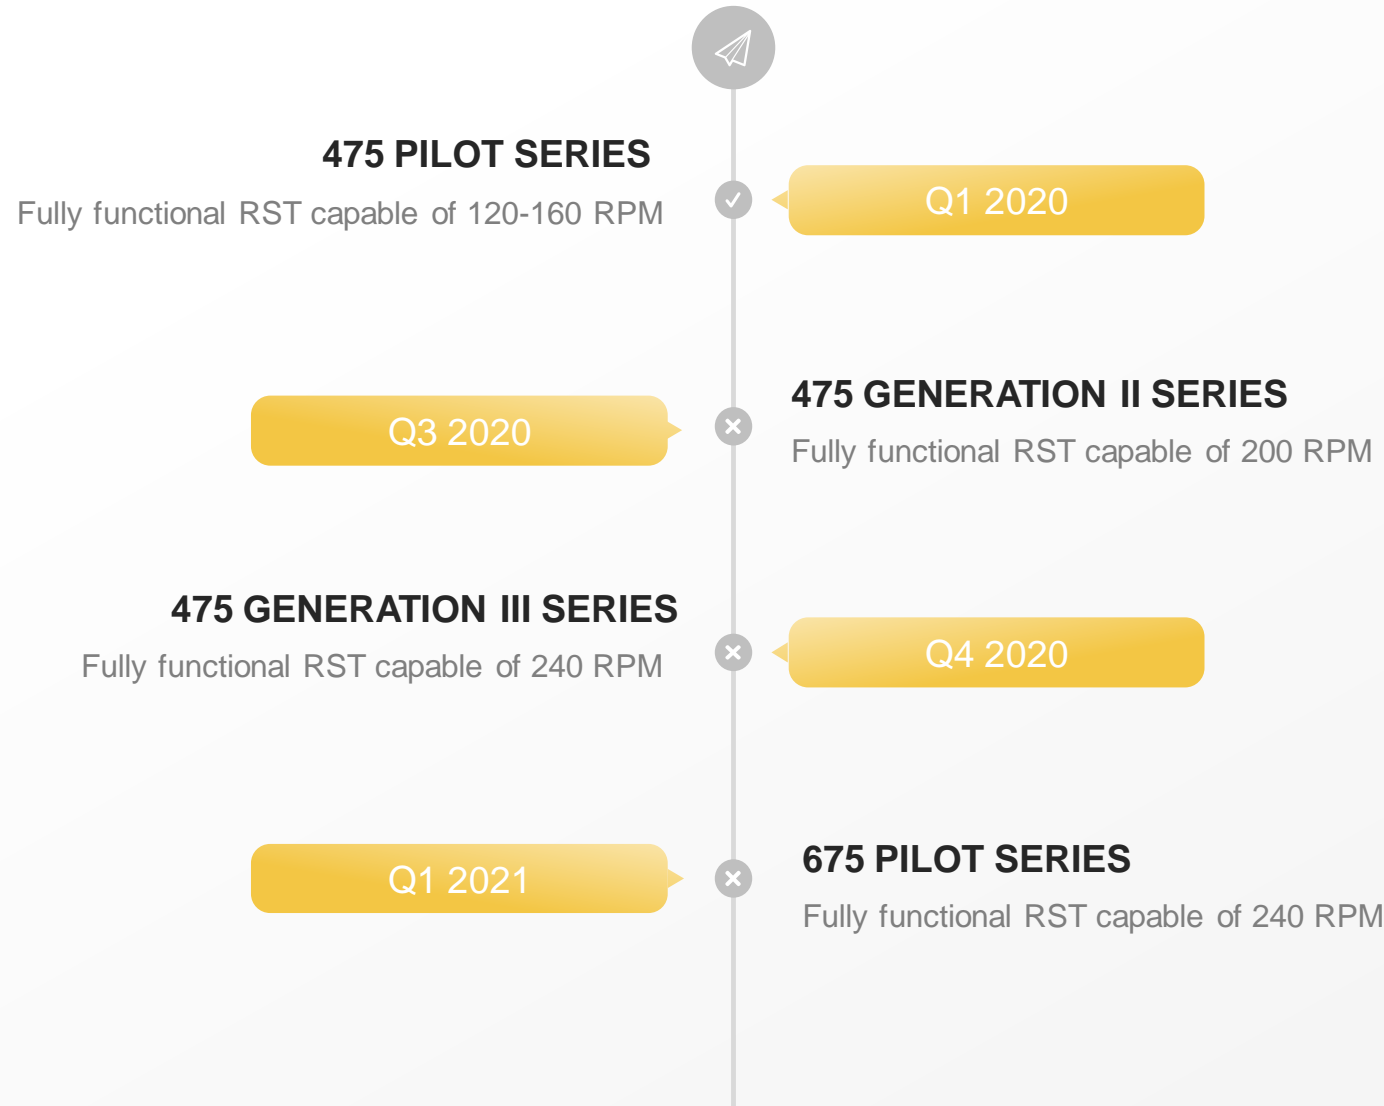 475 PILOT SERIES
Fully functional RST capable of 120-160 RPM
Q1 2020
Q3 2020
475 GENERATION II SERIES
Fully functional RST capable of 200 RPM
475 GENERATION III SERIES
Fully functional RST capable of 240 RPM
Q4 2020
Q1 2021
675 PILOT SERIES
Fully functional RST capable of 240 RPM